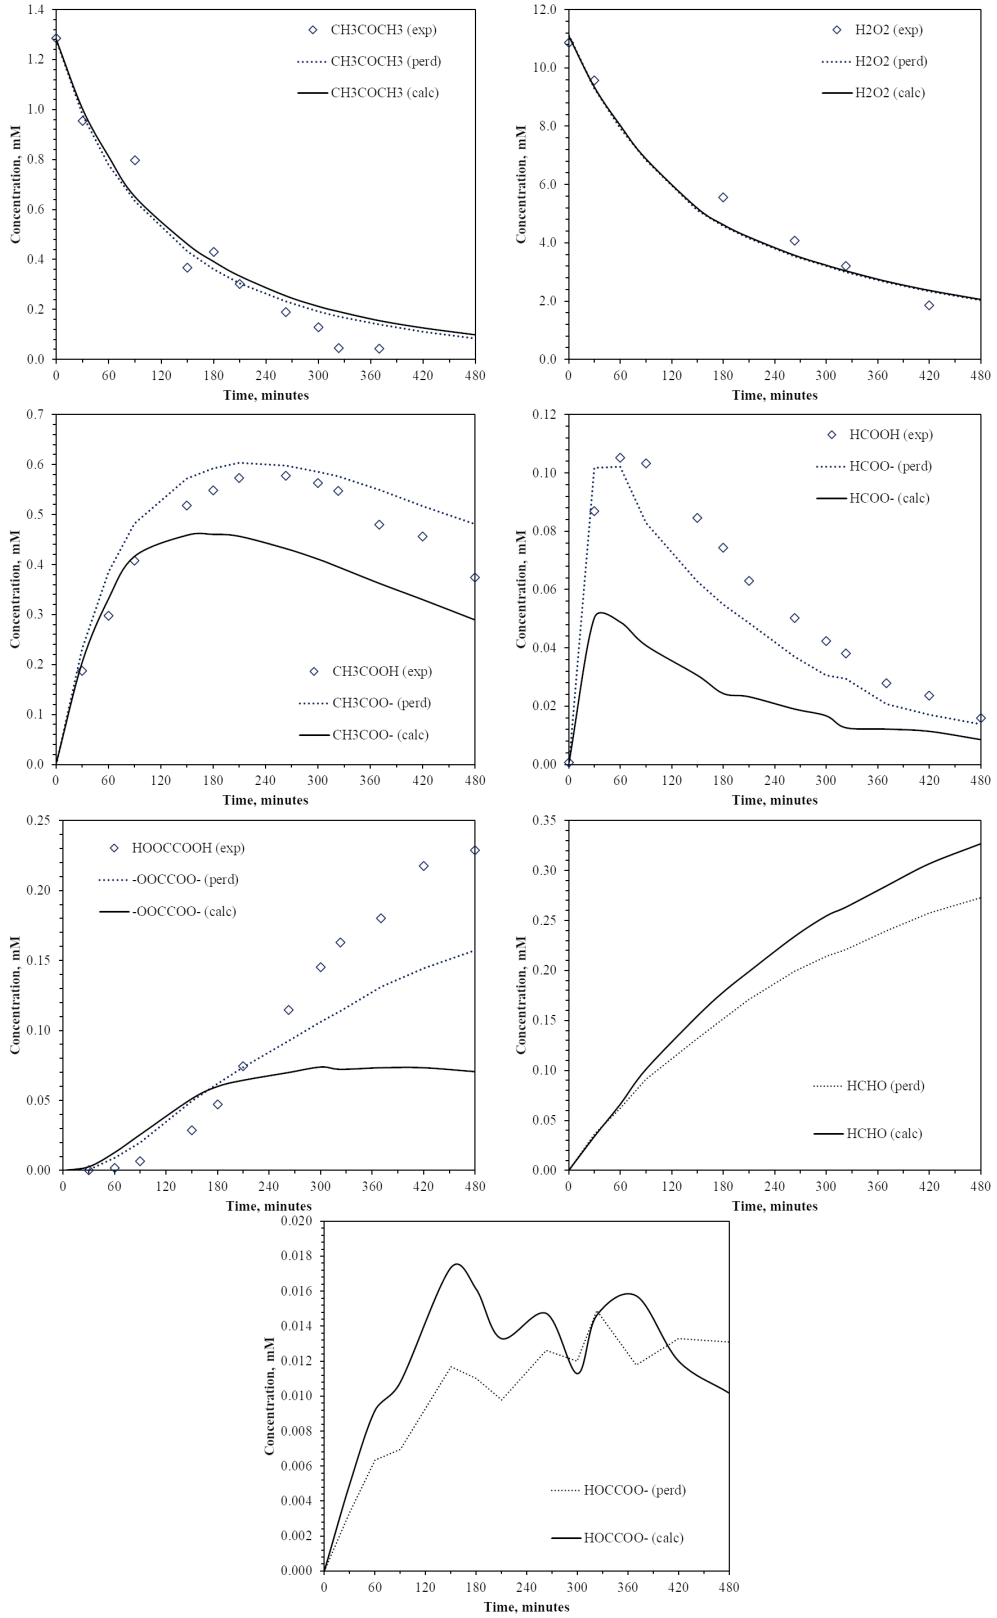 1.4
1.2
1.0
0.8
0.6
0.4
0.2
0.0
Concentration, mM
CH3COCH3 (exp)
CH3COCH3 (perd)
CH3COCH3 (calc)
0 60 120 180 240 300 360 420 480
Time, minutes
12.0
10.0
8.0
6.0
4.0
2.0
0.0
Concentration, mM
H2O2 (exp)
H2O2 (perd)
H2O2 (calc)
0 60 120 180 240 300 360 420 480
Time, minutes
0.7
0.6
0.5
0.4
0.3
0.2
0.1
0.0
Concentration, mM
CH3COOH (exp)
CH3COO- (perd)
CH3COO- (calc)
0 60 120 180 240 300 360 420 480
Time, minutes
0.12
0.10
0.08
0.06
0.04
0.02
0.00
Concentration, mM
HCOOH (exp)
HCOO- (perd)
HCOO- (calc)
0 60 120 180 240 300 360 420 480
Time, minutes
0.25
0.20
0.15
0.10
0.05
0.00
Concentration, mM
HOOCCOOH (exp)
-OOCCOO- (perd)
-OOCCOO- (calc)
0 60 120 180 240 300 360 420 480
Time, minutes
0.35
0.30
0.25
0.20
0.15
0.10
0.05
0.00
Concentration, mM
HCHO (perd)
HCHO (calc)
0 60 120 180 240 300 360 420 480
Time, minutes
0.020
0.018
0.016
0.014
0.012
0.010
0.008
0.006
0.004
0.002
0.000
Concentration, mM
HOCCOO- (perd)
HOCCOO- (calc)
0 60 120 180 240 300 360 420 480
Time, minutes